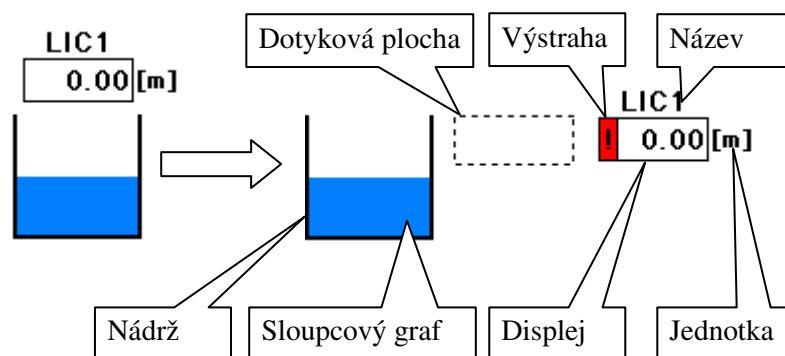 LIC1
0.00 [m]
Dotyková plocha
Výstraha
Název
LIC1
! 0.00 [m]
Nádrž
Sloupcový graf
Displej
Jednotka